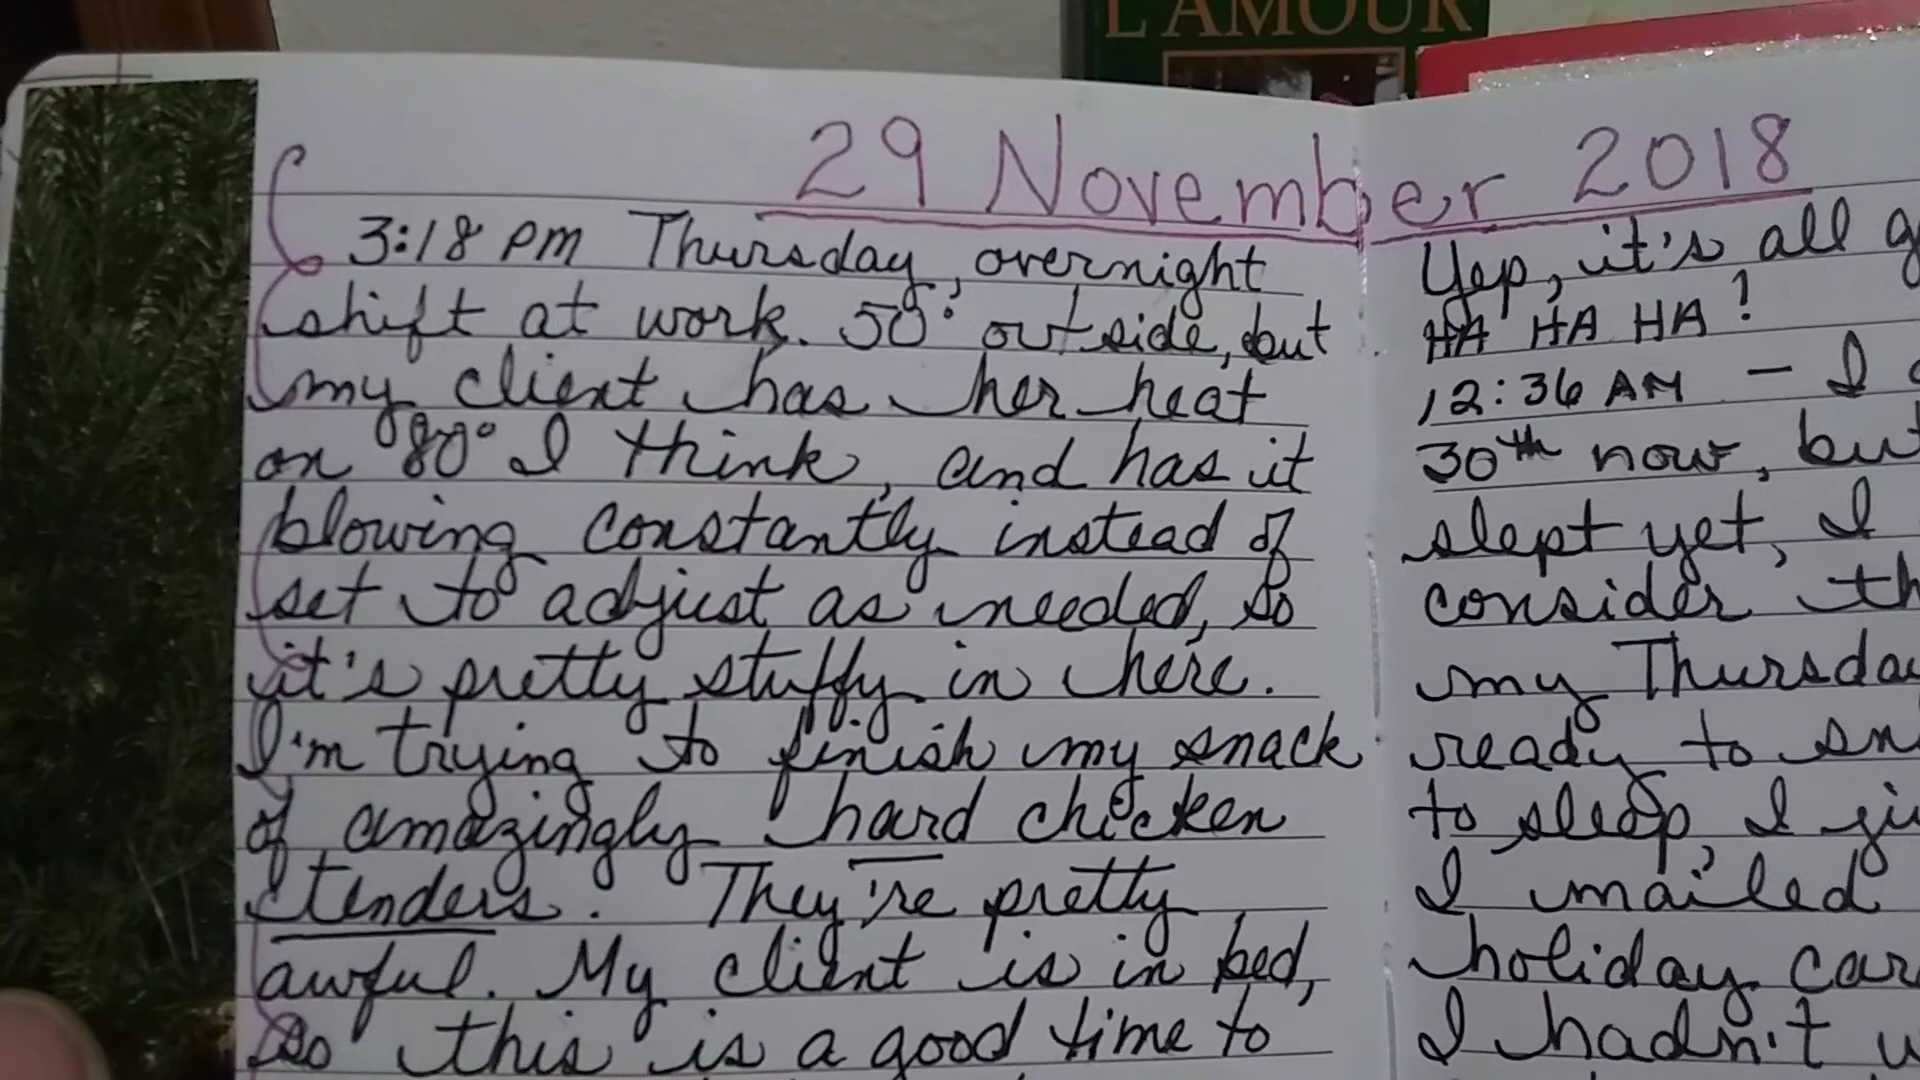 L'AMOUR
29 November 2018
3:18 pm Thursday, overnight
shift at work. 50° outside, but
my client has her heat
on 80° I think, and has it
blowing constantly instead of
set to adjust as needed, so
it's pretty stuffy in here.
I'm trying to finish my snack
of amazingly hard chicken
tenders. They're pretty
awful. My client is in bed,
so this is a good time to
Yep, it's all g
HA HA HA!
12:36 AM - I
30th now, but
slept yet, I
consider th
my Thursday
ready to sn
to sleep, I
I mailed
holiday car
I hadn't w